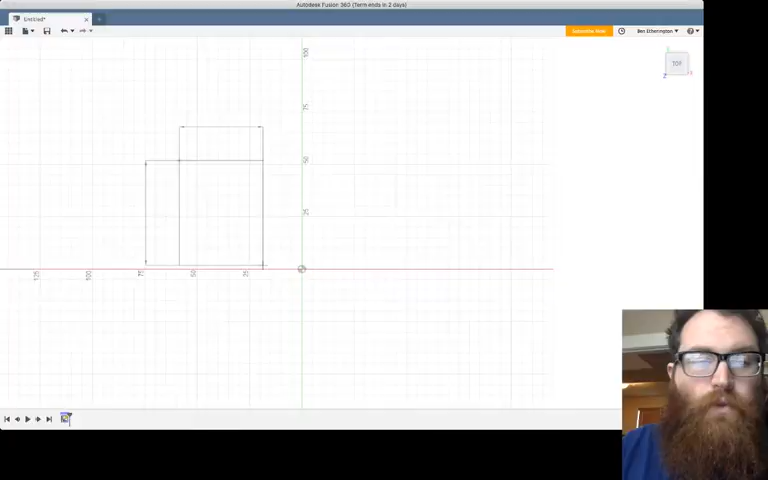 Autodesk Fusion 360 (Term ends in 2 days)
Untitled*
Subscribe Now
Ben Etherington
100
TOP
Z
X
75
50
25
125
100
75
50
25